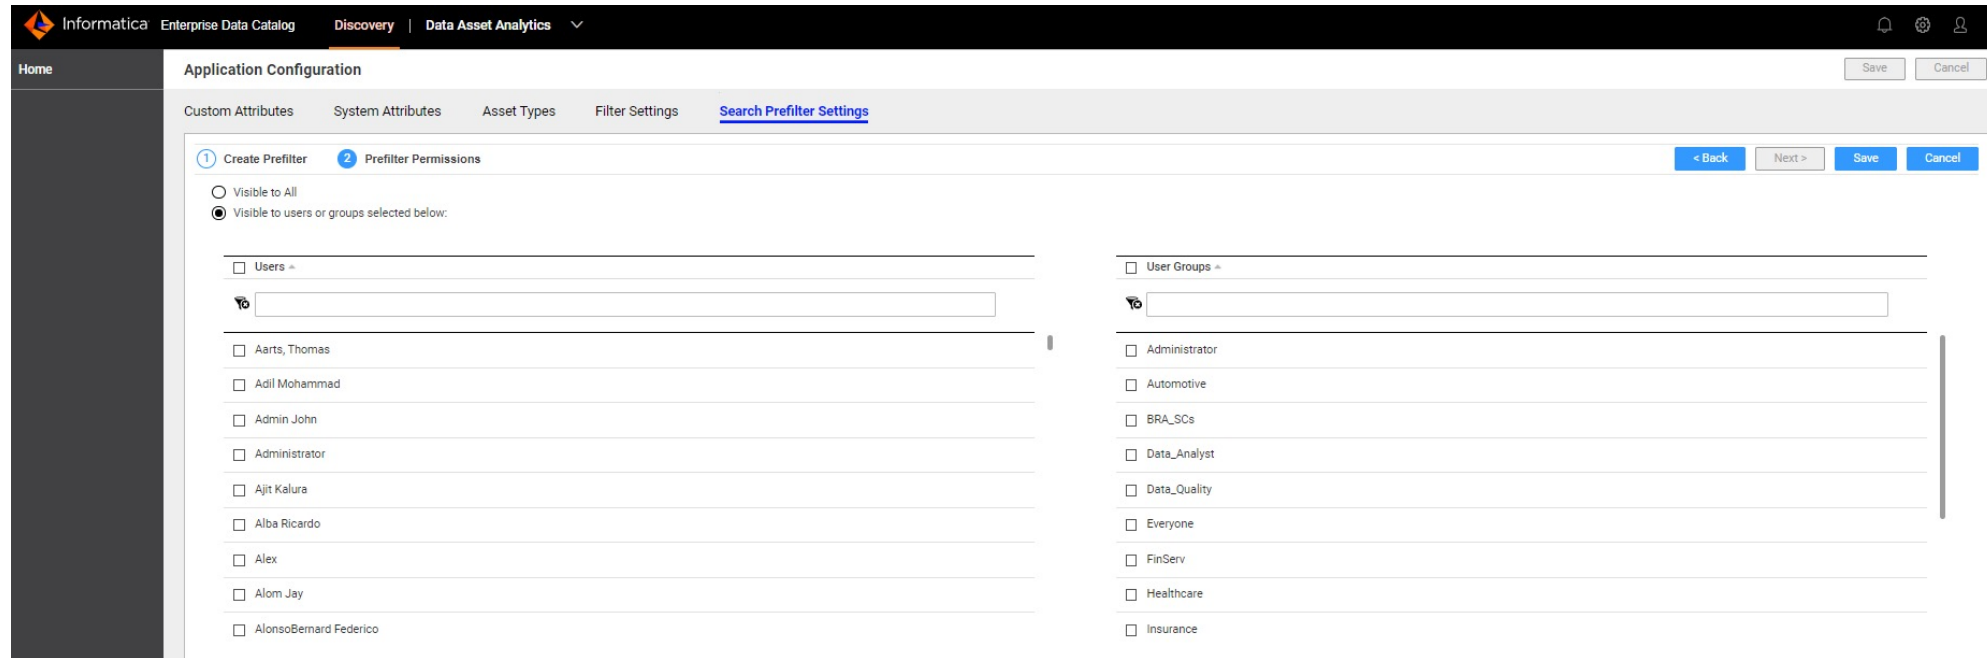 Informatica Enterprise Data Catalog Discovery | Data Asset Analytics
Home
Application Configuration
Save Cancel
Custom Attributes System Attributes Asset Types Filter Settings Search Prefilter Settings
1 Create Prefilter 2 Prefilter Permissions
< Back Next > Save Cancel
Visible to All
Visible to users or groups selected below:
Users
Aarts, Thomas
Adil Mohammad
Admin John
Administrator
Ajit Kalura
Alba Ricardo
Alex
Alom Jay
AlonsoBernard Federico
User Groups
Administrator
Automotive
BRA_SCs
Data_Analyst
Data_Quality
Everyone
FinServ
Healthcare
Insurance